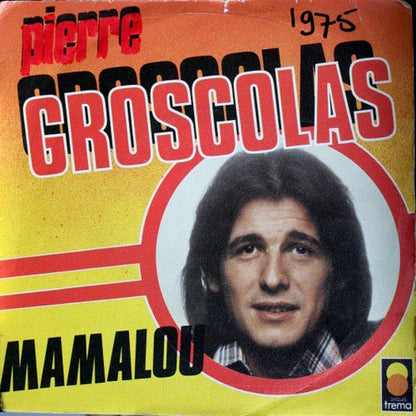 pierre
1975
GROSCOLAS
GROSCOLAS
MAMALOU
DISQUES
trema